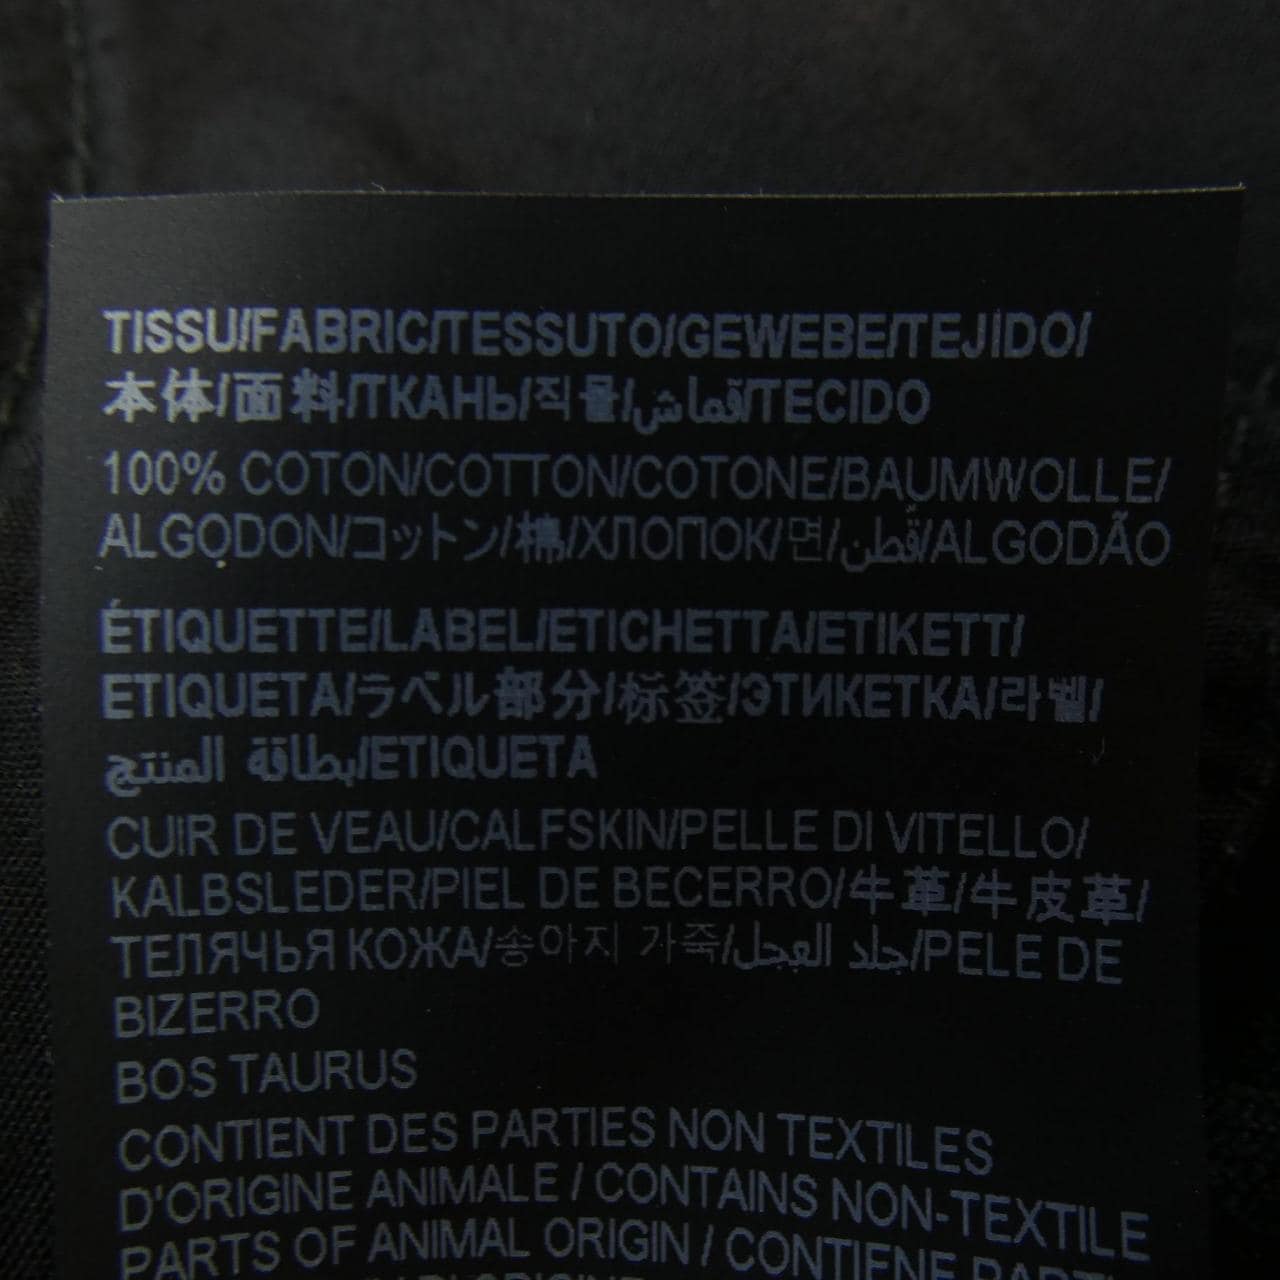 TISSU/FABRIC/TESSUTO/GEWEBE/TEJIDO/
本体/面料/ТКАНЬ/직물/قماش/TECIDO
100% COTON/COTTON/COTONE/BAUMWOLLE/
ALGODON/コットン/棉/ХЛОПОК/면/قطن/ALGODÃO
ÉTIQUETTE/LABEL/ETICHETTA/ETIKETT/
ETIQUETA/ラベル部分/标签/ЭТИКЕТКА/라벨/
بطاقة المنتج/ETIQUETA
CUIR DE VEAU/CALFSKIN/PELLE DI VITELLO/
KALBSLEDER/PIEL DE BECERRO/牛革/牛皮革/
ТЕЛЯЧЬЯ КОЖА/송아지 가죽/جلد العجل/PELE DE
BIZERRO
BOS TAURUS
CONTIENT DES PARTIES NON TEXTILES
D'ORIGINE ANIMALE / CONTAINS NON-TEXTILE
PARTS OF ANIMAL ORIGIN / CONTIENE PARTI